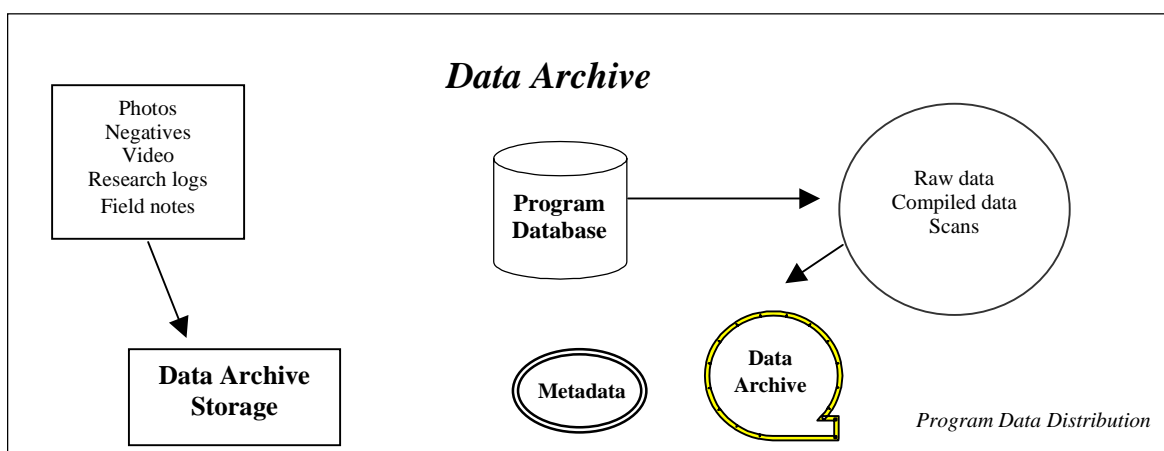 Data Archive
Photos
Negatives
Video
Research logs
Field notes
Program
Database
Raw data
Compiled data
Scans
Data Archive
Storage
Metadata
Data
Archive
Program Data Distribution